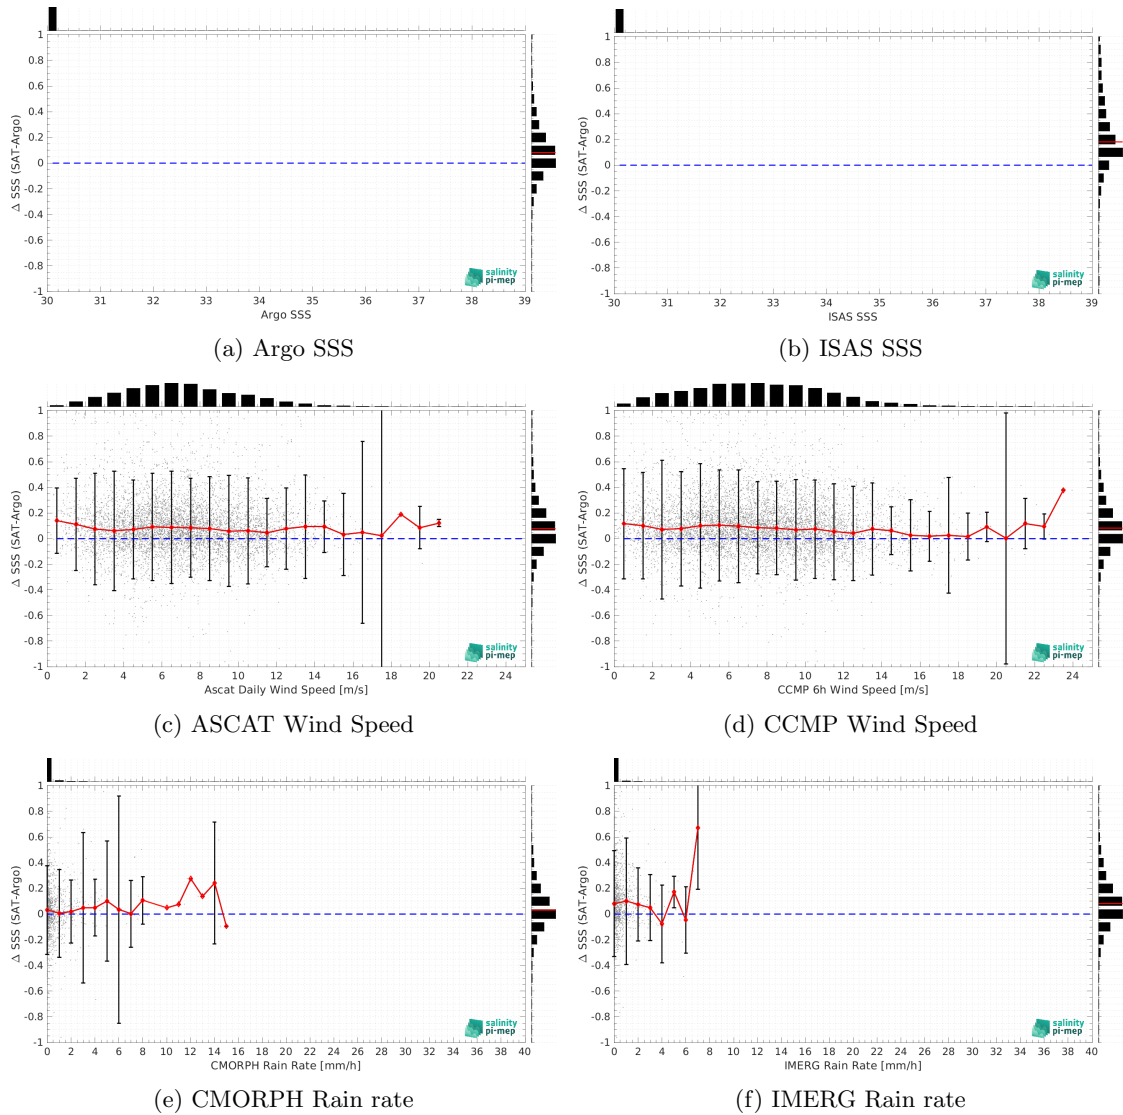 Δ SSS (SAT-Argo)
1
0.8
0.6
0.4
0.2
0
-0.2
-0.4
-0.6
-0.8
-1
30 31 32 33 34 35 36 37 38 39
Argo SSS
salinity
pi-mep
(a) Argo SSS
Δ SSS (SAT-Argo)
1
0.8
0.6
0.4
0.2
0
-0.2
-0.4
-0.6
-0.8
-1
30 31 32 33 34 35 36 37 38 39
ISAS SSS
salinity
pi-mep
(b) ISAS SSS
Δ SSS (SAT-Argo)
1
0.8
0.6
0.4
0.2
0
-0.2
-0.4
-0.6
-0.8
-1
0 2 4 6 8 10 12 14 16 18 20 22 24
Ascat Daily Wind Speed [m/s]
salinity
pi-mep
(c) ASCAT Wind Speed
Δ SSS (SAT-Argo)
1
0.8
0.6
0.4
0.2
0
-0.2
-0.4
-0.6
-0.8
-1
0 2 4 6 8 10 12 14 16 18 20 22 24
CCMP 6h Wind Speed [m/s]
salinity
pi-mep
(d) CCMP Wind Speed
Δ SSS (SAT-Argo)
1
0.8
0.6
0.4
0.2
0
-0.2
-0.4
-0.6
-0.8
-1
0 2 4 6 8 10 12 14 16 18 20 22 24 26 28 30 32 34 36 38 40
CMORPH Rain Rate [mm/h]
salinity
pi-mep
(e) CMORPH Rain rate
Δ SSS (SAT-Argo)
1
0.8
0.6
0.4
0.2
0
-0.2
-0.4
-0.6
-0.8
-1
0 2 4 6 8 10 12 14 16 18 20 22 24 26 28 30 32 34 36 38 40
IMERG Rain Rate [mm/h]
salinity
pi-mep
(f) IMERG Rain rate